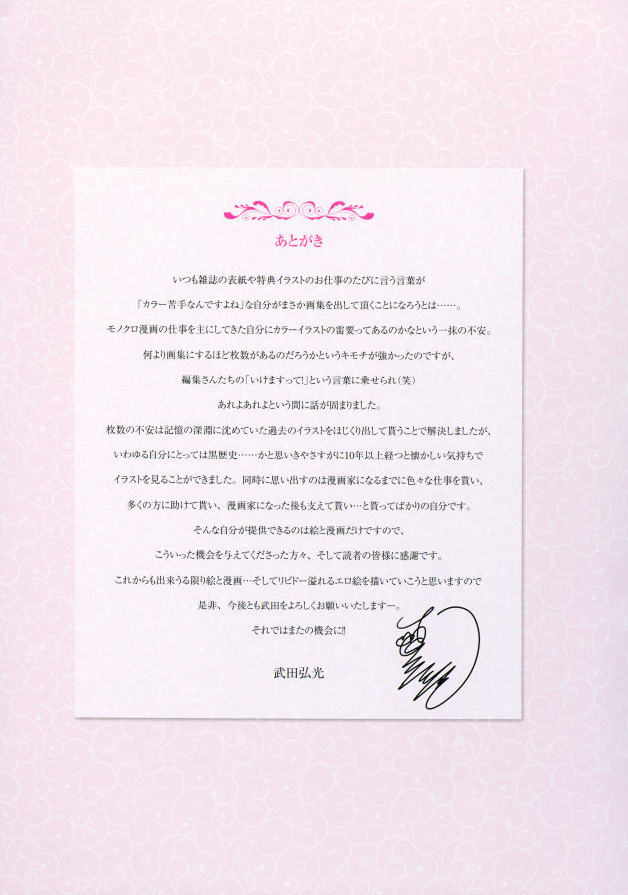 あとがき
いつも雑誌の表紙や特典イラストのお仕事のたびに言う言葉が
「カラー苦手なんですよね」な自分がまさか画集を出して頂くことになろうとは……。
モノクロ漫画の仕事を主にしてきた自分にカラーイラストの需要ってあるのかなという一抹の不安。
何より画集にするほど枚数があるのだろうかというキモチが強かったのですが、
編集さんたちの「いけますって!」という言葉に乗せられ(笑)
あれよあれよという間に話が固まりました。
枚数の不安は記憶の深淵に沈めていた過去のイラストをほじくり出して貰うことで解決しましたが、
いわゆる自分にとっては黒歴史……かと思いきやさすがに10年以上経つと懐かしい気持ちで
イラストを見ることができました。同時に思い出すのは漫画家になるまでに色々な仕事を貰い、
多くの方に助けて貰い、漫画家になった後も支えて貰い…と貰ってばかりの自分です。
そんな自分が提供できるのは絵と漫画だけですので、
こういった機会を与えてくださった方々、そして読者の皆様に感謝です。
これからも出来うる限り絵と漫画…そしてリビドー溢れるエロ絵を描いていこうと思いますので
是非、今後とも武田をよろしくお願いいたしますー。
それではまたの機会に!!
武田弘光